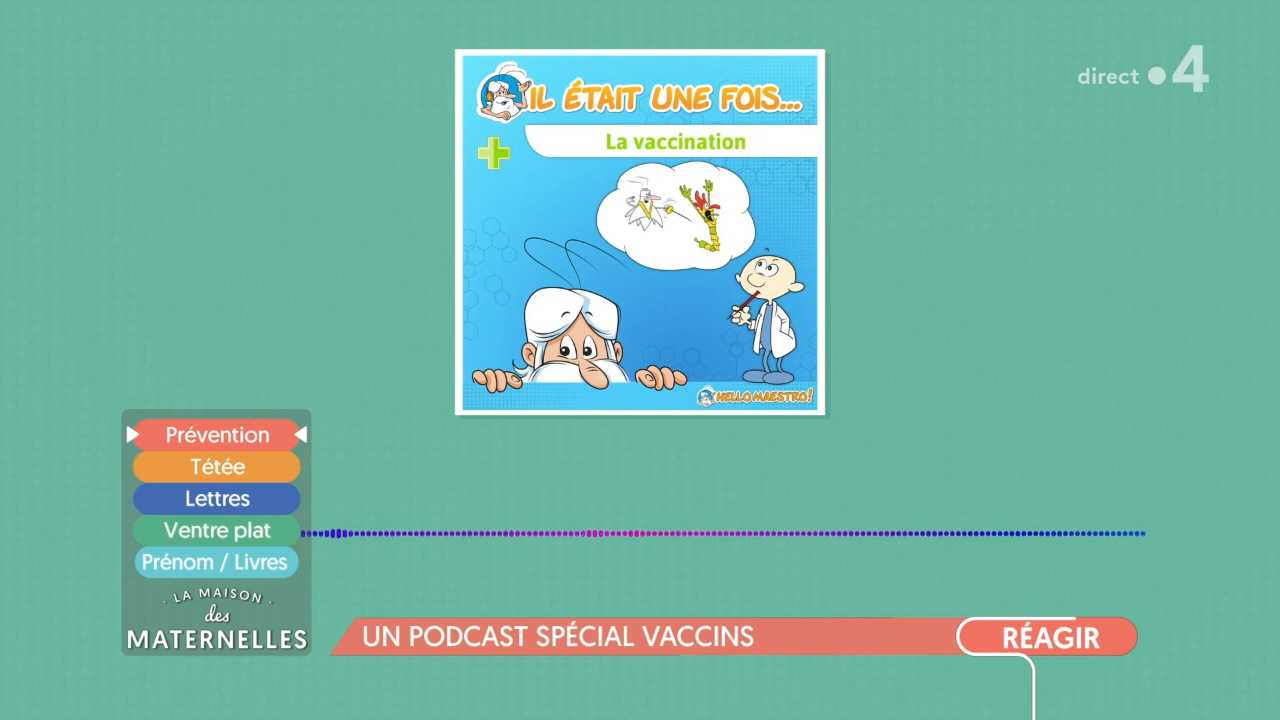 IL ÉTAIT UNE FOIS...
La vaccination
HELLO MAESTRO!
direct 4
Prévention
Tétée
Lettres
Ventre plat
Prénom / Livres
. LA MAISON .
des
MATERNELLES
UN PODCAST SPÉCIAL VACCINS
RÉAGIR